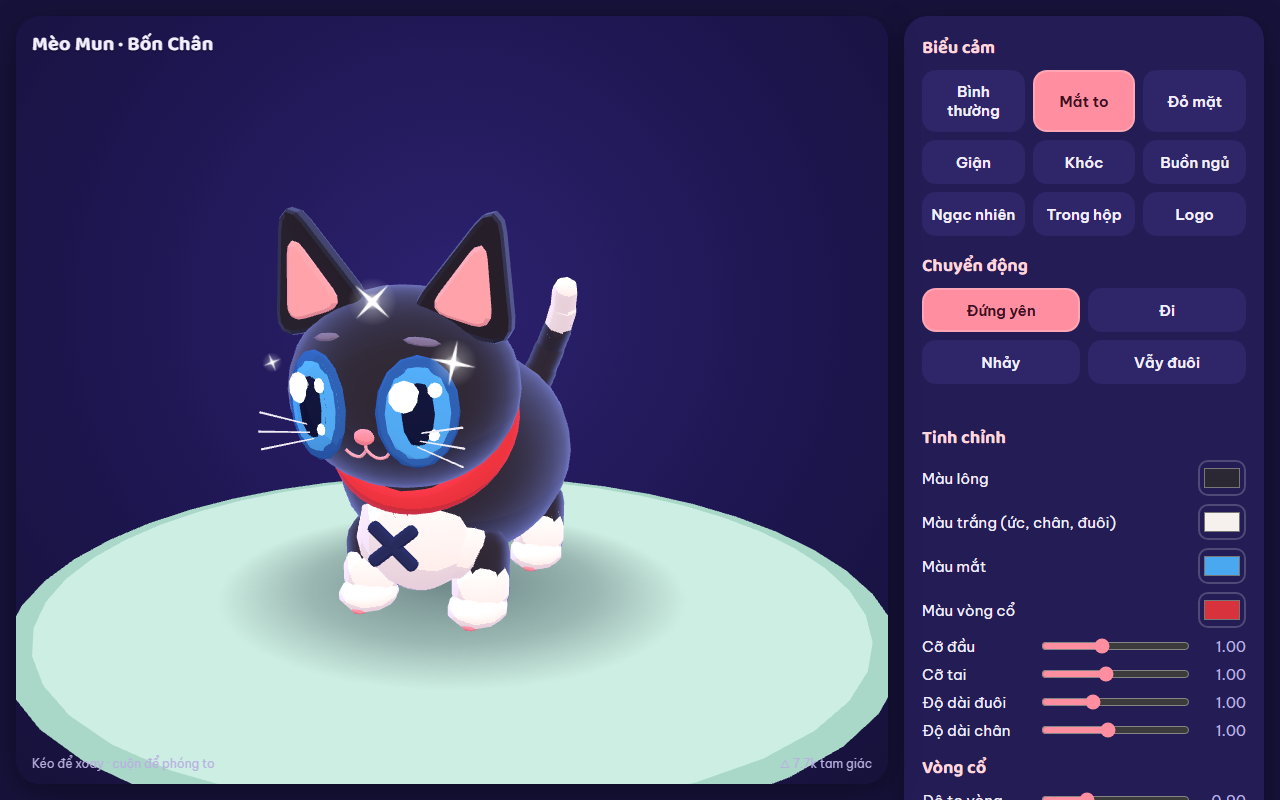 Mèo Mun · Bốn Chân
Kéo để xoay · cuộn để phóng to
△ 7.7k tam giác
Biểu cảm
Bình
thường
Mắt to
Đỏ mặt
Giận
Khóc
Buồn ngủ
Ngạc nhiên
Trong hộp
Logo
Chuyển động
Đứng yên
Đi
Nhảy
Vẫy đuôi
Tinh chỉnh
Màu lông
Màu trắng (ức, chân, đuôi)
Màu mắt
Màu vòng cổ
Cỡ đầu 1.00
Cỡ tai 1.00
Độ dài đuôi 1.00
Độ dài chân 1.00
Vòng cổ